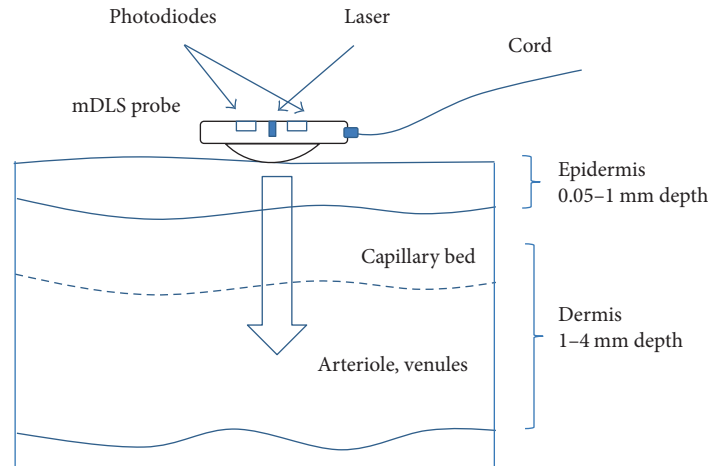 Photodiodes
Laser
Cord
mDLS probe
Epidermis
0.05–1 mm depth
Capillary bed
Dermis
1–4 mm depth
Arteriole, venules